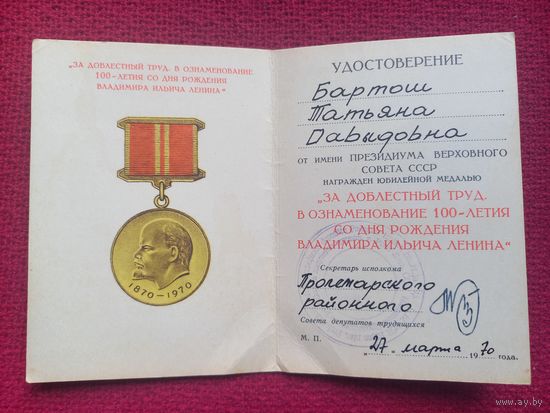 „ЗА ДОБЛЕСТНЫЙ ТРУД. В ОЗНАМЕНОВАНИЕ
100-ЛЕТИЯ СО ДНЯ РОЖДЕНИЯ
ВЛАДИМИРА ИЛЬИЧА ЛЕНИНА“
1870–1970
УДОСТОВЕРЕНИЕ
Бартош
Татьяна
Давыдовна
ОТ ИМЕНИ ПРЕЗИДИУМА ВЕРХОВНОГО
СОВЕТА СССР
НАГРАЖДЕН ЮБИЛЕЙНОЙ МЕДАЛЬЮ
„ЗА ДОБЛЕСТНЫЙ ТРУД.
В ОЗНАМЕНОВАНИЕ 100-ЛЕТИЯ
СО ДНЯ РОЖДЕНИЯ
ВЛАДИМИРА ИЛЬИЧА ЛЕНИНА“
Секретарь исполкома
Пролетарского
районного
Совета депутатов трудящихся
М. П.
„27“ марта 1970 года.
www.ay.by